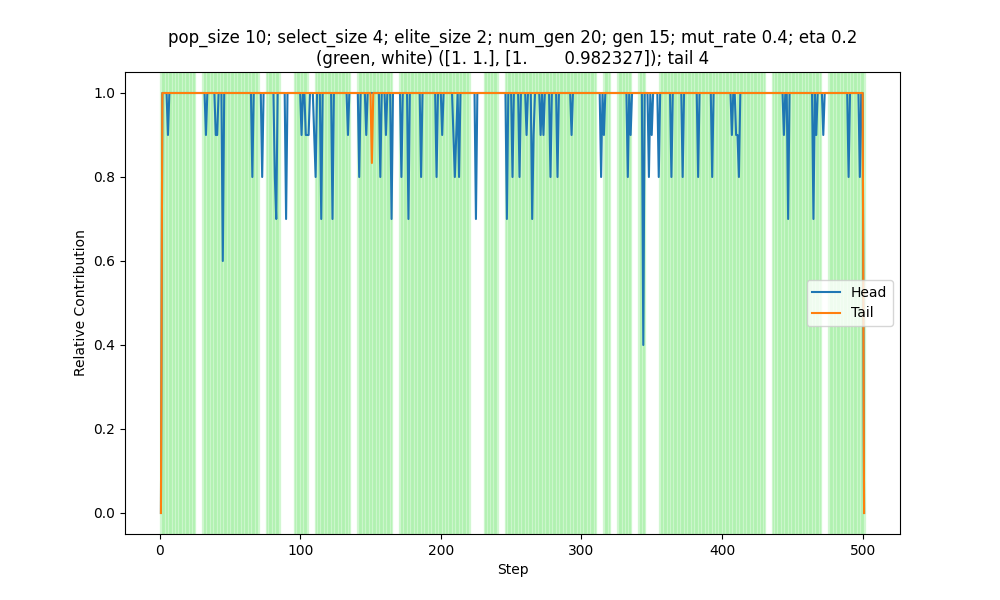 pop_size 10; select_size 4; elite_size 2; num_gen 20; gen 15; mut_rate 0.4; eta 0.2
(green, white) ([1. 1.], [1.       0.982327]); tail 4
1.0
0.8
0.6
0.4
0.2
0.0
Relative Contribution
Head
Tail
0
100
200
300
400
500
Step